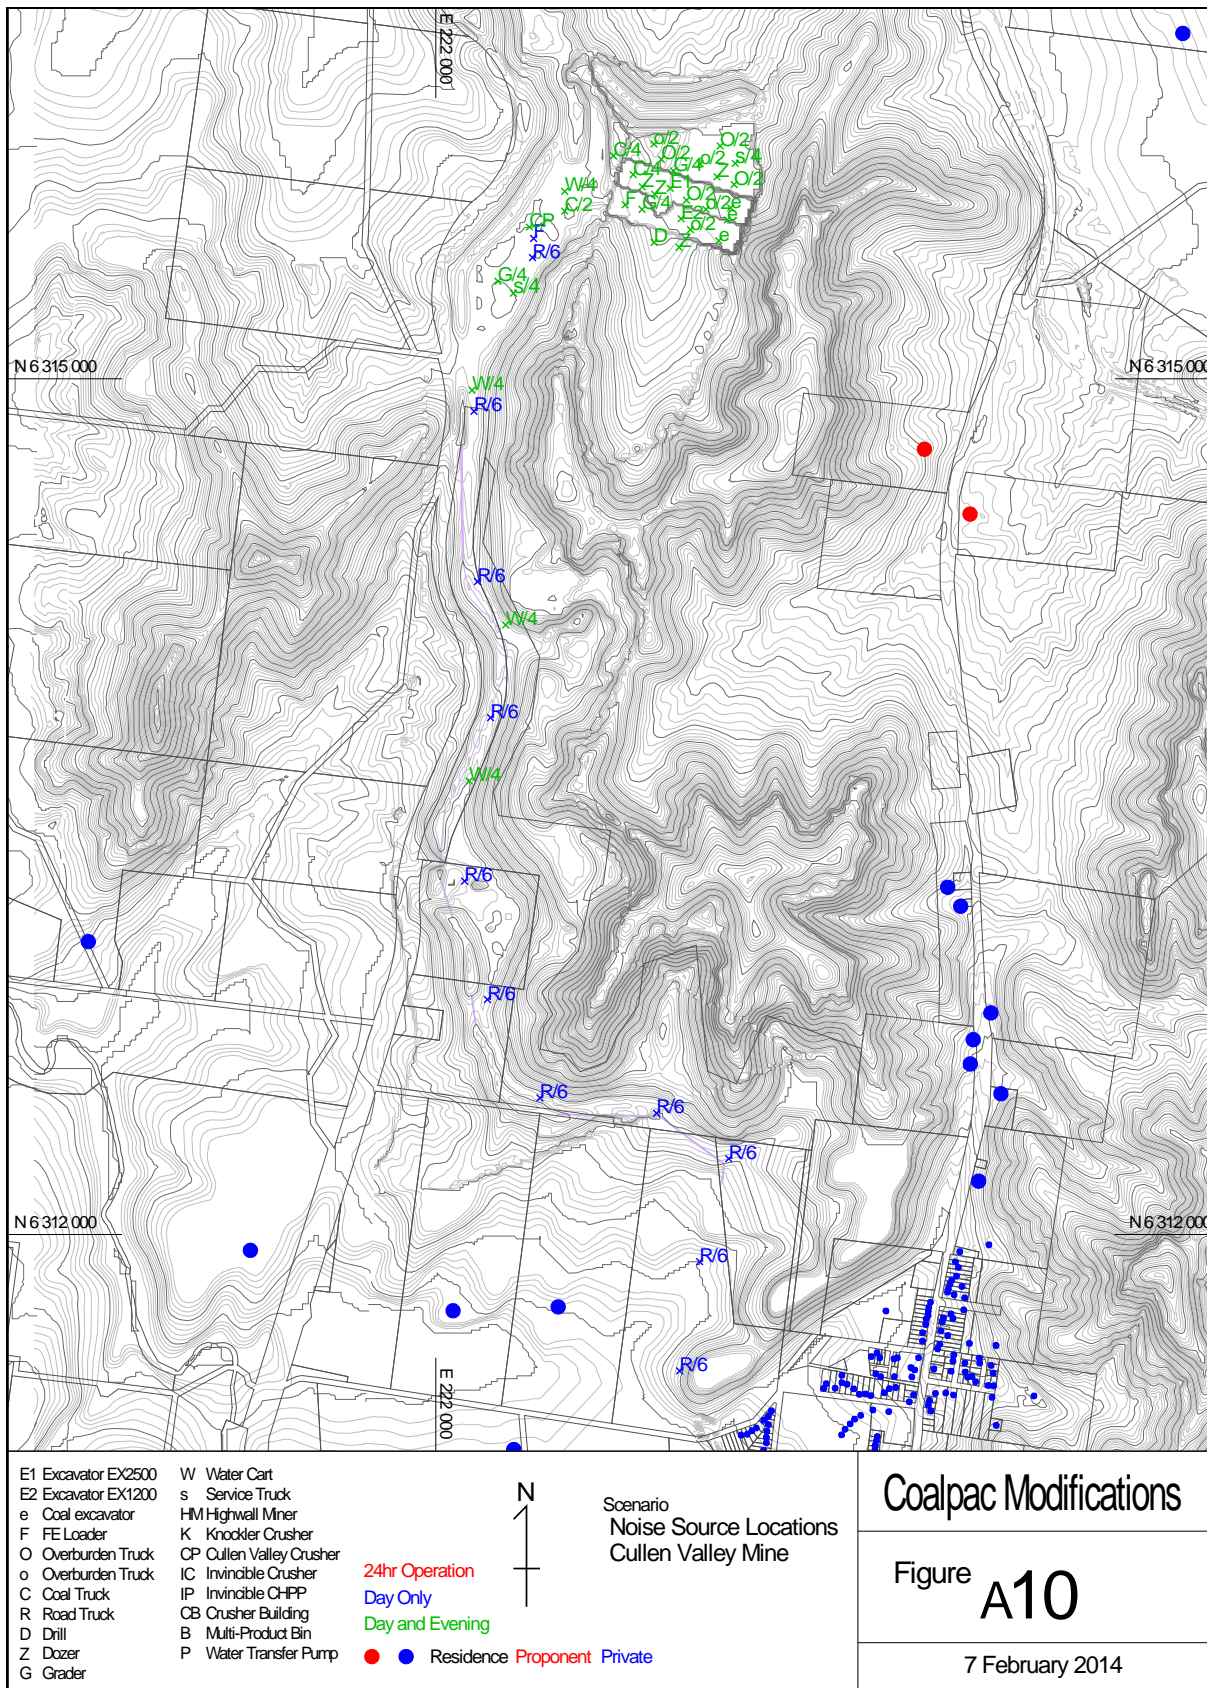 E 222 000
o/2
O/2
C/4
O/2
G/4
o/2
s/4
C/4
Z
O/2
W/4
Z
Z
E1
O/2
F
G/4
o/2
e
C/2
E2
e
CP
o/2
F
D
Z
e
R/6
G/4
s/4
N 6 315 000
N 6 315 000
W/4
R/6
R/6
W/4
R/6
W/4
R/6
R/6
R/6
R/6
R/6
N 6 312 000
N 6 312 000
R/6
R/6
E 222 000
E1 Excavator EX2500
E2 Excavator EX1200
e Coal excavator
F FE Loader
O Overburden Truck
o Overburden Truck
C Coal Truck
R Road Truck
D Drill
Z Dozer
G Grader
W Water Cart
s Service Truck
HM Highwall Miner
K Knockler Crusher
CP Cullen Valley Crusher
IC Invincible Crusher
IP Invincible CHPP
CB Crusher Building
B Multi-Product Bin
P Water Transfer Pump
24hr Operation
Day Only
Day and Evening
Residence Proponent Private
N
Scenario
Noise Source Locations
Cullen Valley Mine
Coalpac Modifications
Figure A10
7 February 2014